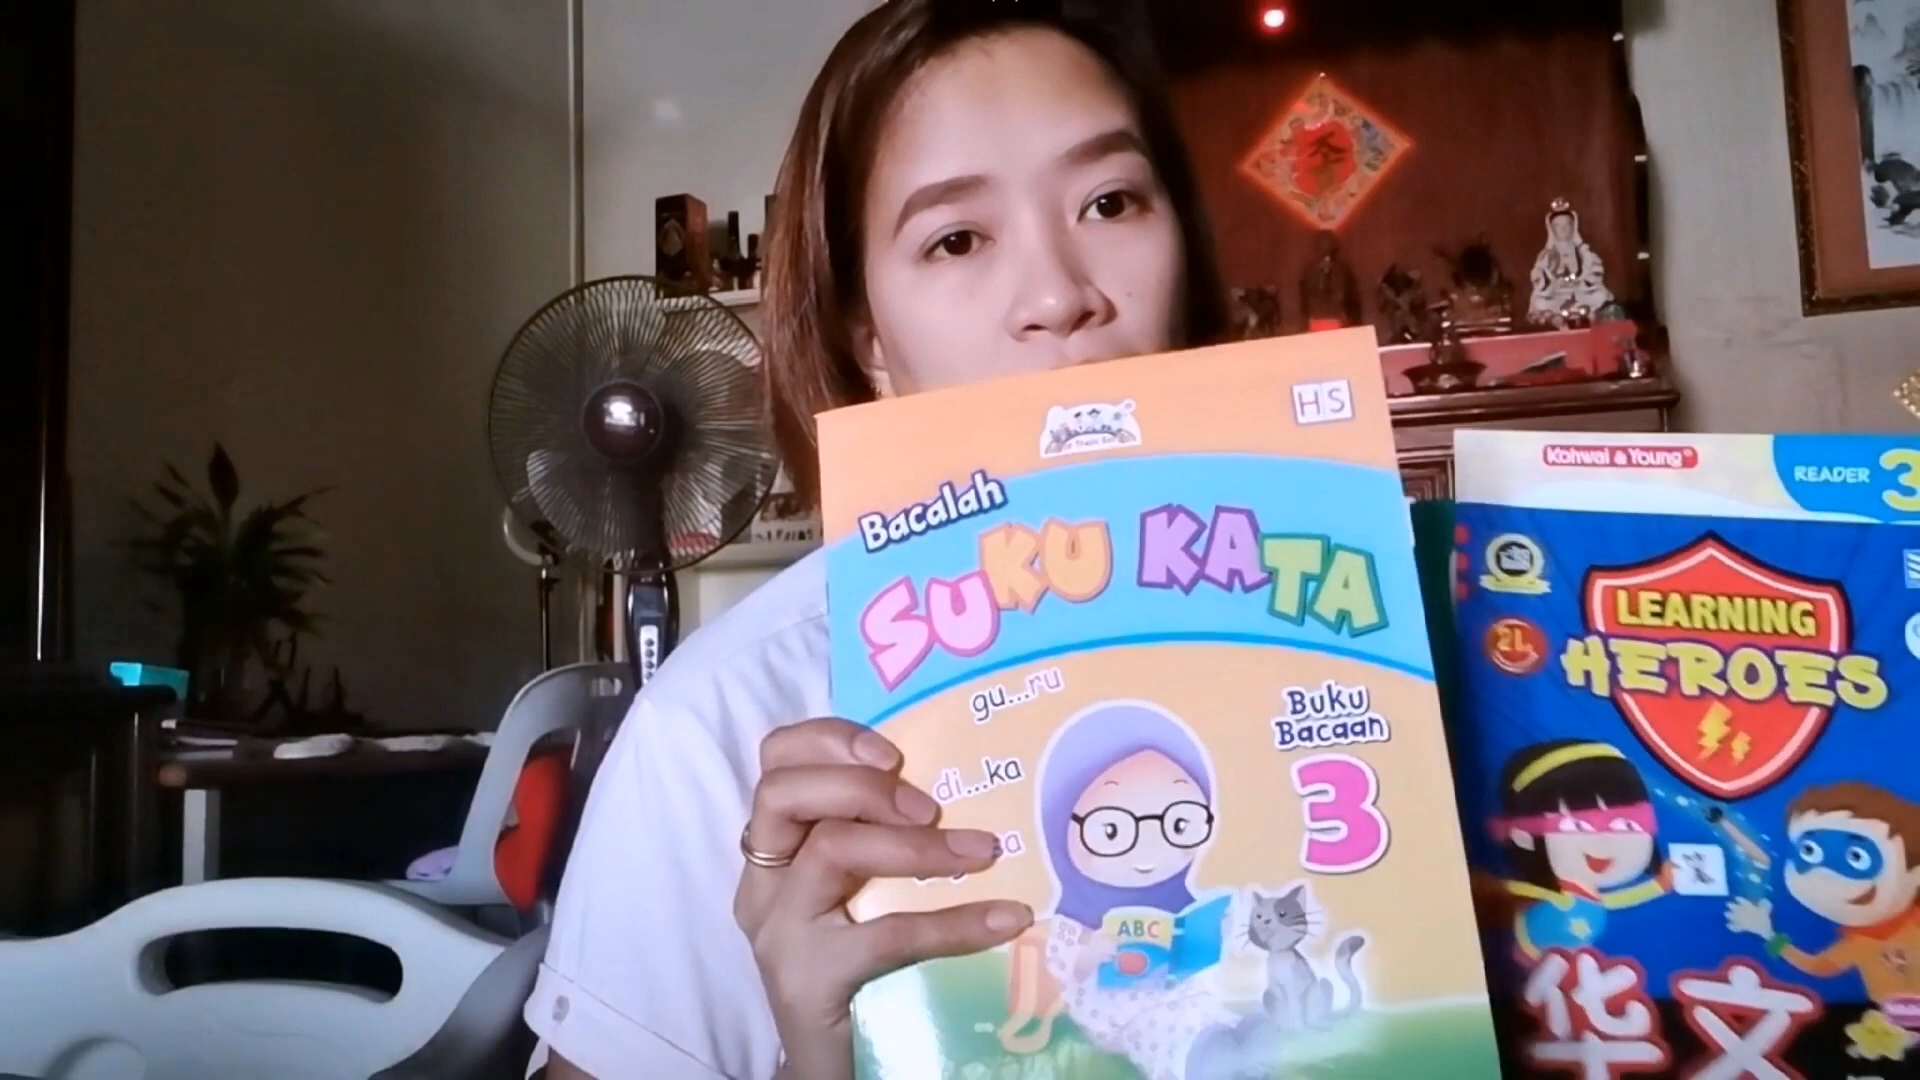 HS
Bacalah
SUKU KATA
gu...ru
di...ka
Buku
Bacaan
3
ABC
Kohwai & Young
READER 3
LEARNING
HEROES
华文